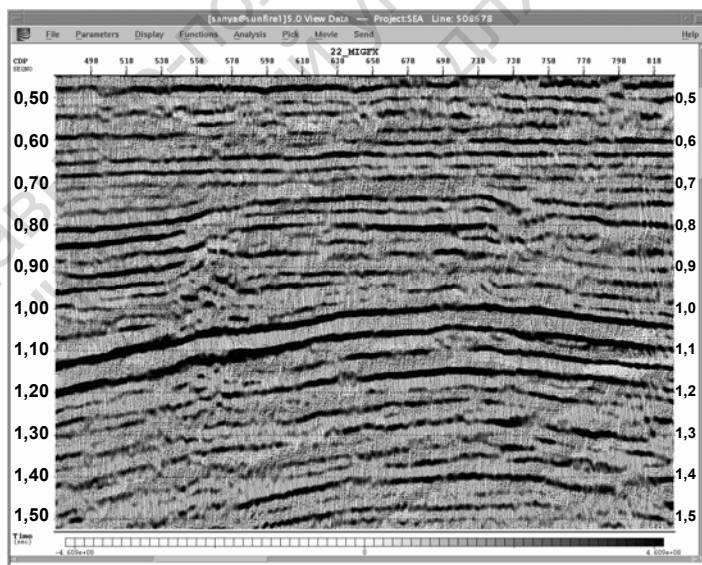 [sanya@sunfire1]5.0 View Data — Project:SEA Line: 508678
File Parameters Display Functions Analysis Pick Movie Send Help
22_MIGFX
CDP 498 518 538 558 578 598 618 638 658 678 698 718 738 758 778 798 818
SEQNO
0,50 0,5
0,60 0,6
0,70 0,7
0,80 0,8
0,90 0,9
1,00 1,0
1,10 1,1
1,20 1,2
1,30 1,3
1,40 1,4
1,50 1,5
Time
(sec)
-4.609e+00 0 4.609e+00